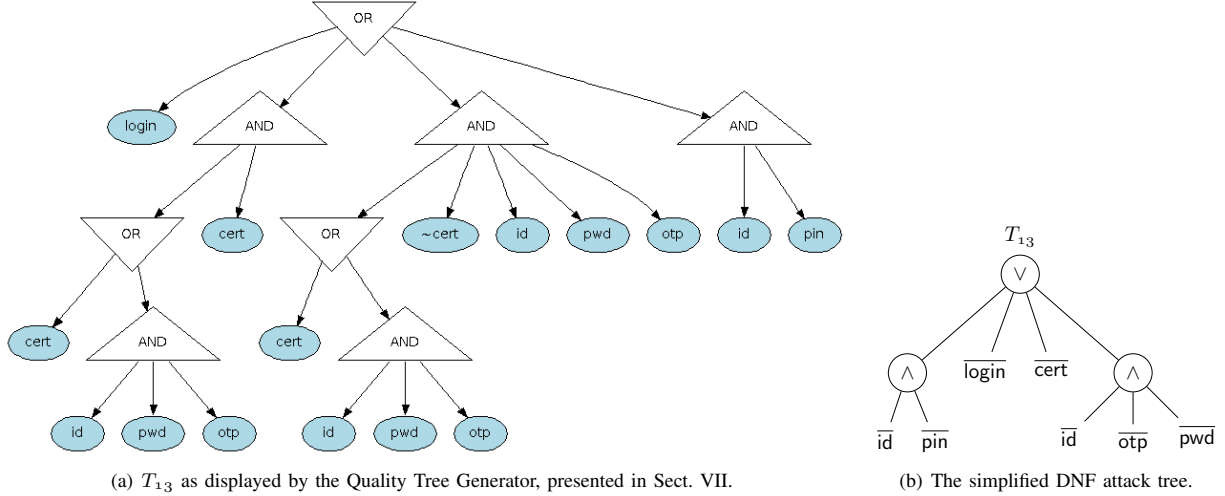 OR
login
AND
AND
AND
OR
cert
OR
~cert
id
pwd
otp
id
pin
cert
AND
cert
AND
id
pwd
otp
id
pwd
otp
(a) T₁₃ as displayed by the Quality Tree Generator, presented in Sect. VII.
T₁₃
∨
∧
login
cert
∧
id
pin
id
otp
pwd
(b) The simplified DNF attack tree.